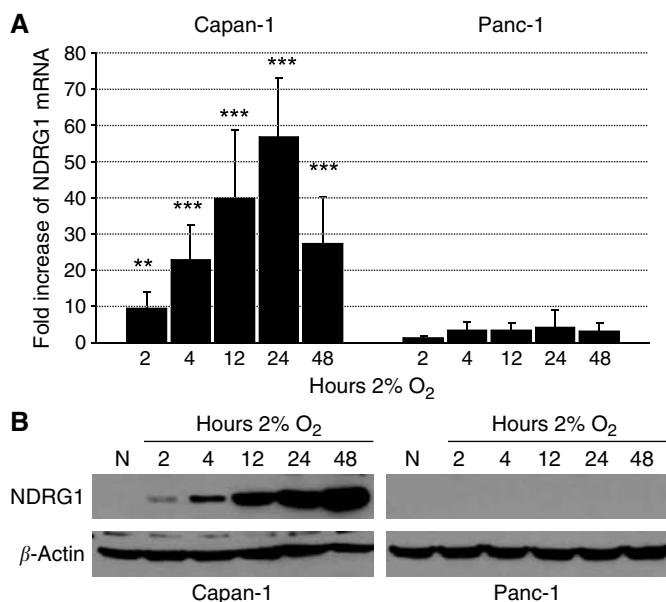 A
Capan-1 Panc-1
Fold increase of NDRG1 mRNA
80
70
60
50
40
30
20
10
0
***
***
***
***
***
**
2 4 12 24 48 2 4 12 24 48
Hours 2% O₂
B
Hours 2% O₂ Hours 2% O₂
N 2 4 12 24 48 N 2 4 12 24 48
NDRG1
β-Actin
Capan-1 Panc-1